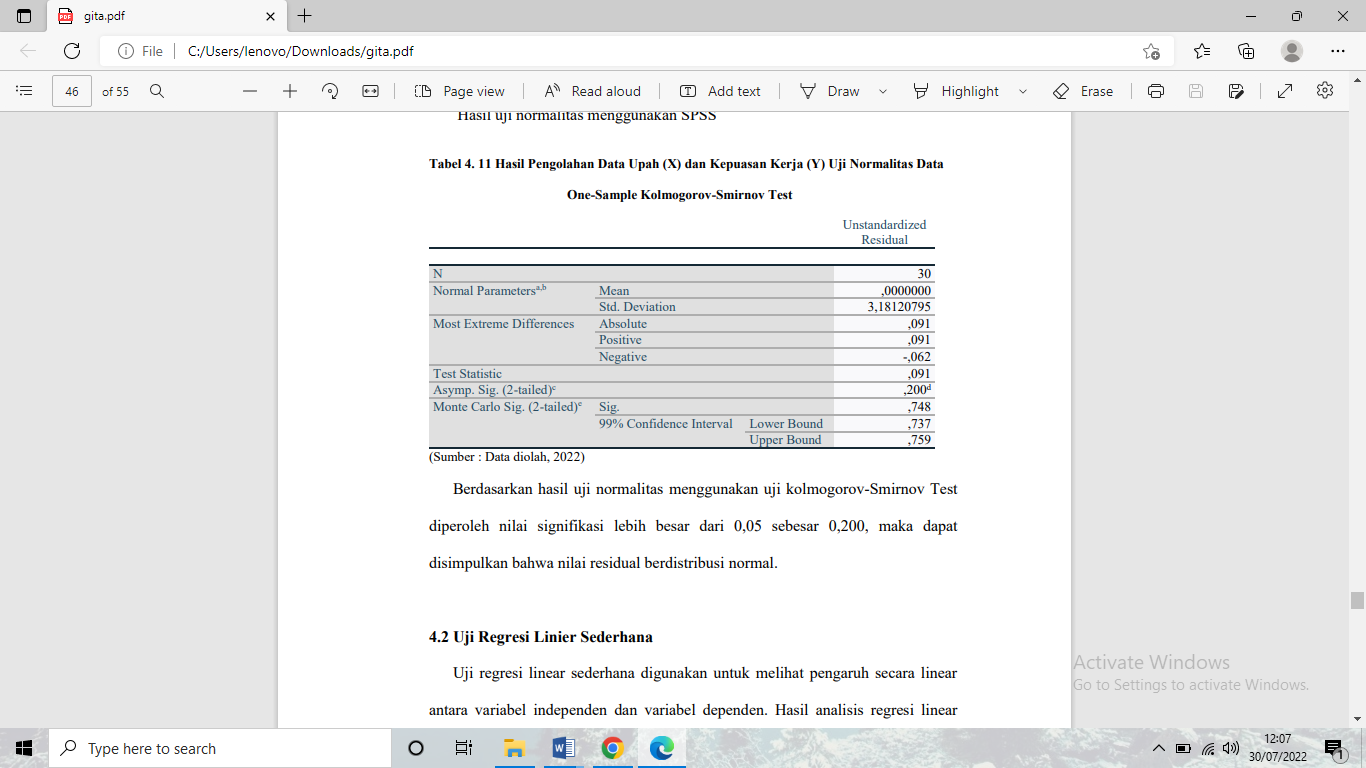 gita.pdf
File C:/Users/lenovo/Downloads/gita.pdf
46 of 55 Page view Read aloud Add text Draw Highlight Erase
Hasil uji normalitas menggunakan SPSS
Tabel 4. 11 Hasil Pengolahan Data Upah (X) dan Kepuasan Kerja (Y) Uji Normalitas Data
One-Sample Kolmogorov-Smirnov Test
Unstandardized
Residual
N 30
Normal Parametersa,b Mean ,0000000
Std. Deviation 3,18120795
Most Extreme Differences Absolute ,091
Positive ,091
Negative -,062
Test Statistic ,091
Asymp. Sig. (2-tailed)c ,200d
Monte Carlo Sig. (2-tailed)e Sig. ,748
99% Confidence Interval Lower Bound ,737
Upper Bound ,759
(Sumber : Data diolah, 2022)
Berdasarkan hasil uji normalitas menggunakan uji kolmogorov-Smirnov Test
diperoleh nilai signifikasi lebih besar dari 0,05 sebesar 0,200, maka dapat
disimpulkan bahwa nilai residual berdistribusi normal.
4.2 Uji Regresi Linier Sederhana
Uji regresi linear sederhana digunakan untuk melihat pengaruh secara linear
antara variabel independen dan variabel dependen. Hasil analisis regresi linear
Activate Windows
Go to Settings to activate Windows.
Type here to search
12:07
30/07/2022
1